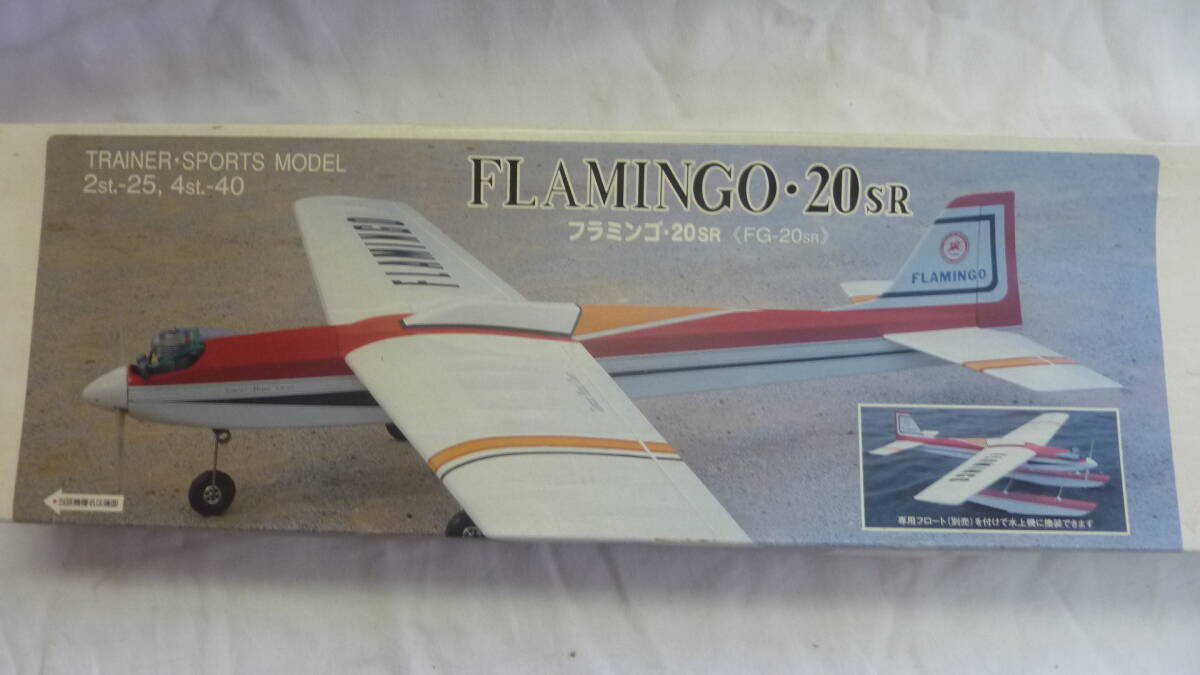 TRAINER・SPORTS MODEL
2st.-25, 4st.-40
FLAMINGO・20SR
フラミンゴ・20SR 《FG-20SR》
FLAMINGO
FLAMINGO
FLAMINGO
専用フロート(別売)を付けて水上機に換装できます